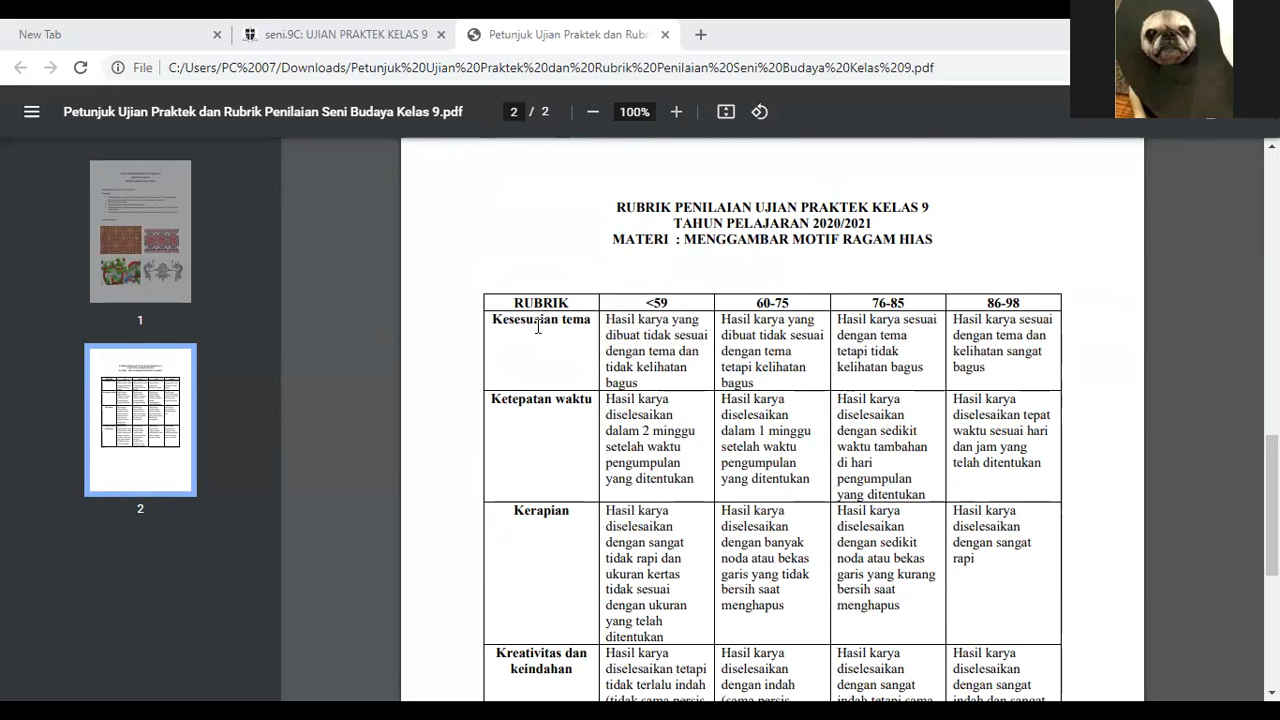 New Tab
seni.9C: UJIAN PRAKTEK KELAS 9
Petunjuk Ujian Praktek dan Rubr
File
C:/Users/PC%2007/Downloads/Petunjuk%20Ujian%20Praktek%20dan%20Rubrik%20Penilaian%20Seni%20Budaya%20Kelas%209.pdf
Petunjuk Ujian Praktek dan Rubrik Penilaian Seni Budaya Kelas 9.pdf
2 / 2
100%
1
2
RUBRIK PENILAIAN UJIAN PRAKTEK KELAS 9
TAHUN PELAJARAN 2020/2021
MATERI : MENGGAMBAR MOTIF RAGAM HIAS
RUBRIK
<59
60-75
76-85
86-98
Kesesuaian tema
Hasil karya yang
dibuat tidak sesuai
dengan tema dan
tidak kelihatan
bagus
Hasil karya yang
dibuat tidak sesuai
dengan tema
tetapi kelihatan
bagus
Hasil karya sesuai
dengan tema
tetapi tidak
kelihatan bagus
Hasil karya sesuai
dengan tema dan
kelihatan sangat
bagus
Ketepatan waktu
Hasil karya
diselesaikan
dalam 2 minggu
setelah waktu
pengumpulan
yang ditentukan
Hasil karya
diselesaikan
dalam 1 minggu
setelah waktu
pengumpulan
yang ditentukan
Hasil karya
diselesaikan
dengan sedikit
waktu tambahan
di hari
pengumpulan
yang ditentukan
Hasil karya
diselesaikan tepat
waktu sesuai hari
dan jam yang
telah ditentukan
Kerapian
Hasil karya
diselesaikan
dengan sangat
tidak rapi dan
ukuran kertas
tidak sesuai
dengan ukuran
yang telah
ditentukan
Hasil karya
diselesaikan
dengan banyak
noda atau bekas
garis yang tidak
bersih saat
menghapus
Hasil karya
diselesaikan
dengan sedikit
noda atau bekas
garis yang kurang
bersih saat
menghapus
Hasil karya
diselesaikan
dengan sangat
rapi
Kreativitas dan
keindahan
Hasil karya
diselesaikan tetapi
tidak terlalu indah
(tidak sama persis
Hasil karya
diselesaikan
dengan indah
(sama persis
Hasil karya
diselesaikan
dengan sangat
indah tetapi sama
Hasil karya
diselesaikan
dengan sangat
indah dan sangat